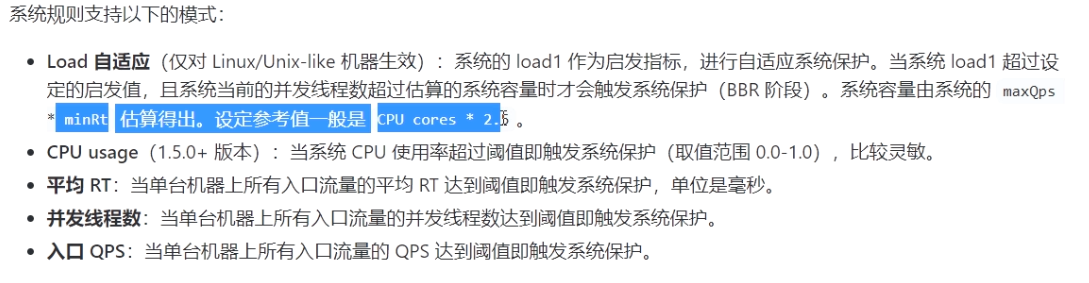 系统规则支持以下的模式：
• Load 自适应（仅对 Linux/Unix-like 机器生效）：系统的 load1 作为启发指标，进行自适应系统保护。当系统 load1 超过设
定的启发值，且系统当前的并发线程数超过估算的系统容量时才会触发系统保护（BBR 阶段）。系统容量由系统的 maxQps
* minRt 估算得出。设定参考值一般是 CPU cores * 2.5 。
• CPU usage（1.5.0+ 版本）：当系统 CPU 使用率超过阈值即触发系统保护（取值范围 0.0-1.0），比较灵敏。
• 平均 RT：当单台机器上所有入口流量的平均 RT 达到阈值即触发系统保护，单位是毫秒。
• 并发线程数：当单台机器上所有入口流量的并发线程数达到阈值即触发系统保护。
• 入口 QPS：当单台机器上所有入口流量的 QPS 达到阈值即触发系统保护。